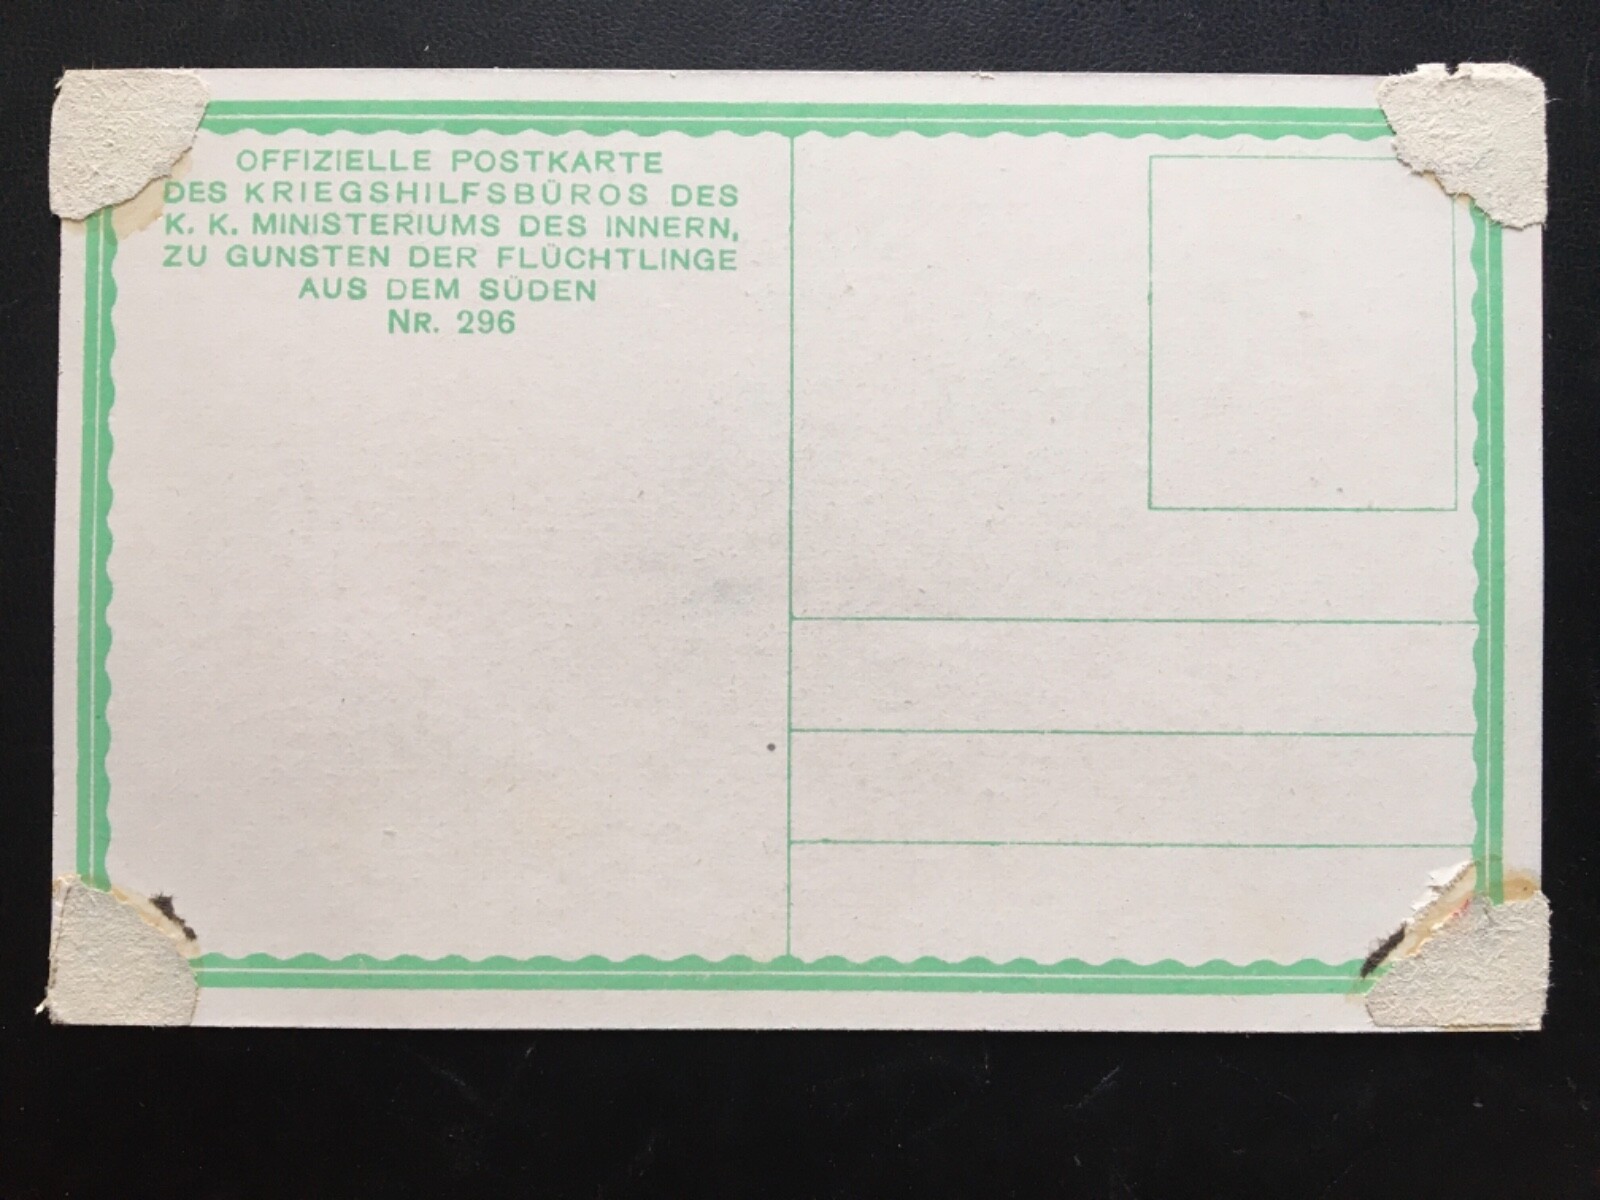 OFFIZIELLE POSTKARTE
DES KRIEGSHILFSBÜROS DES
K. K. MINISTERIUMS DES INNERN,
ZU GUNSTEN DER FLÜCHTLINGE
AUS DEM SÜDEN
NR. 296